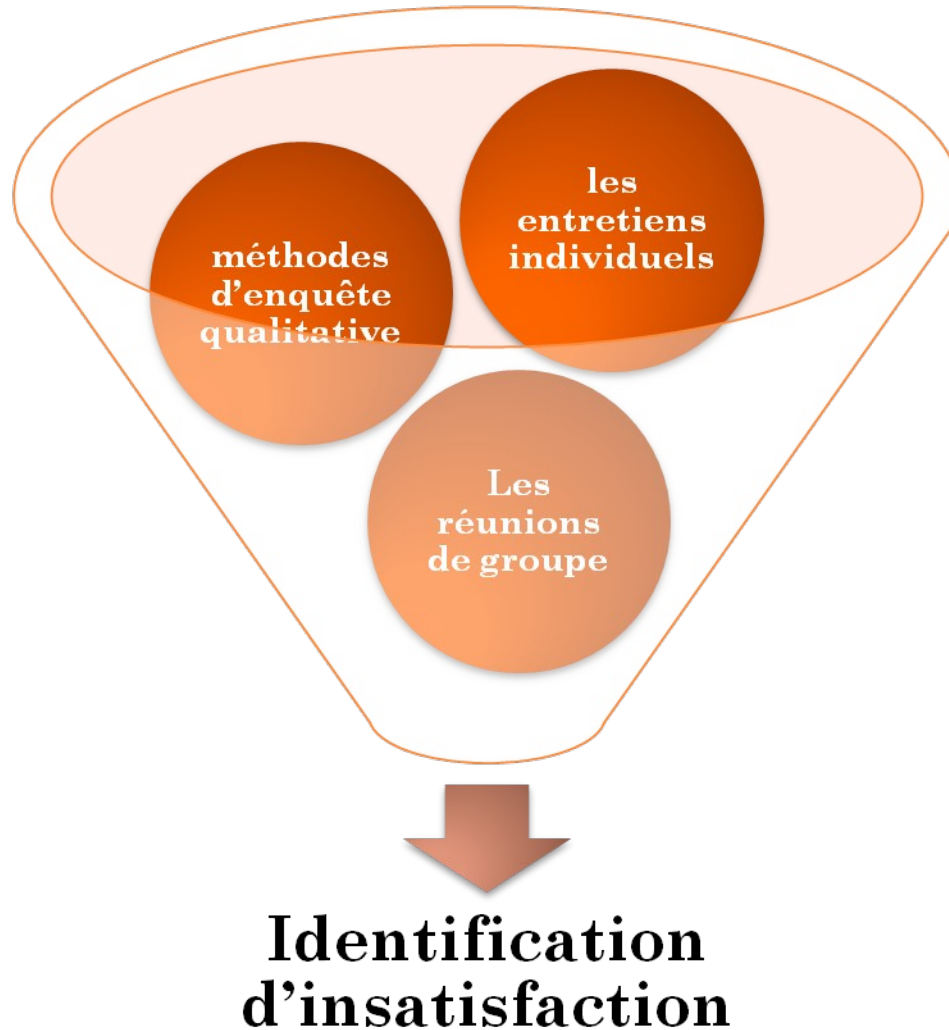 les
entretiens
individuels
méthodes
d'enquête
qualitative
Les
réunions
de groupe
Identification
d'insatisfaction